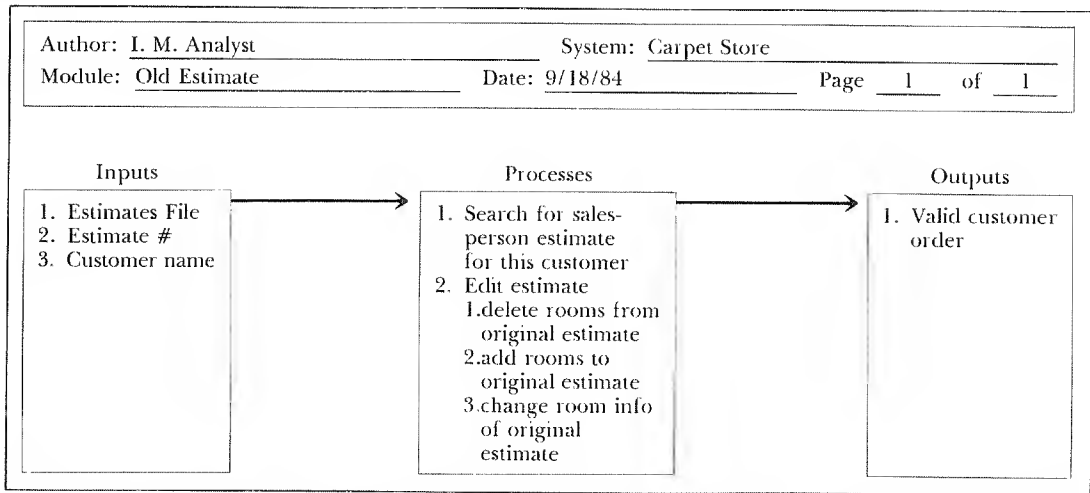 Author: I. M. Analyst System: Carpet Store
Module: Old Estimate Date: 9/18/84 Page 1 of 1
Inputs
1. Estimates File
2. Estimate #
3. Customer name
Processes
1. Search for sales-
person estimate
for this customer
2. Edit estimate
1.delete rooms from
original estimate
2.add rooms to
original estimate
3.change room info
of original
estimate
Outputs
1. Valid customer
order